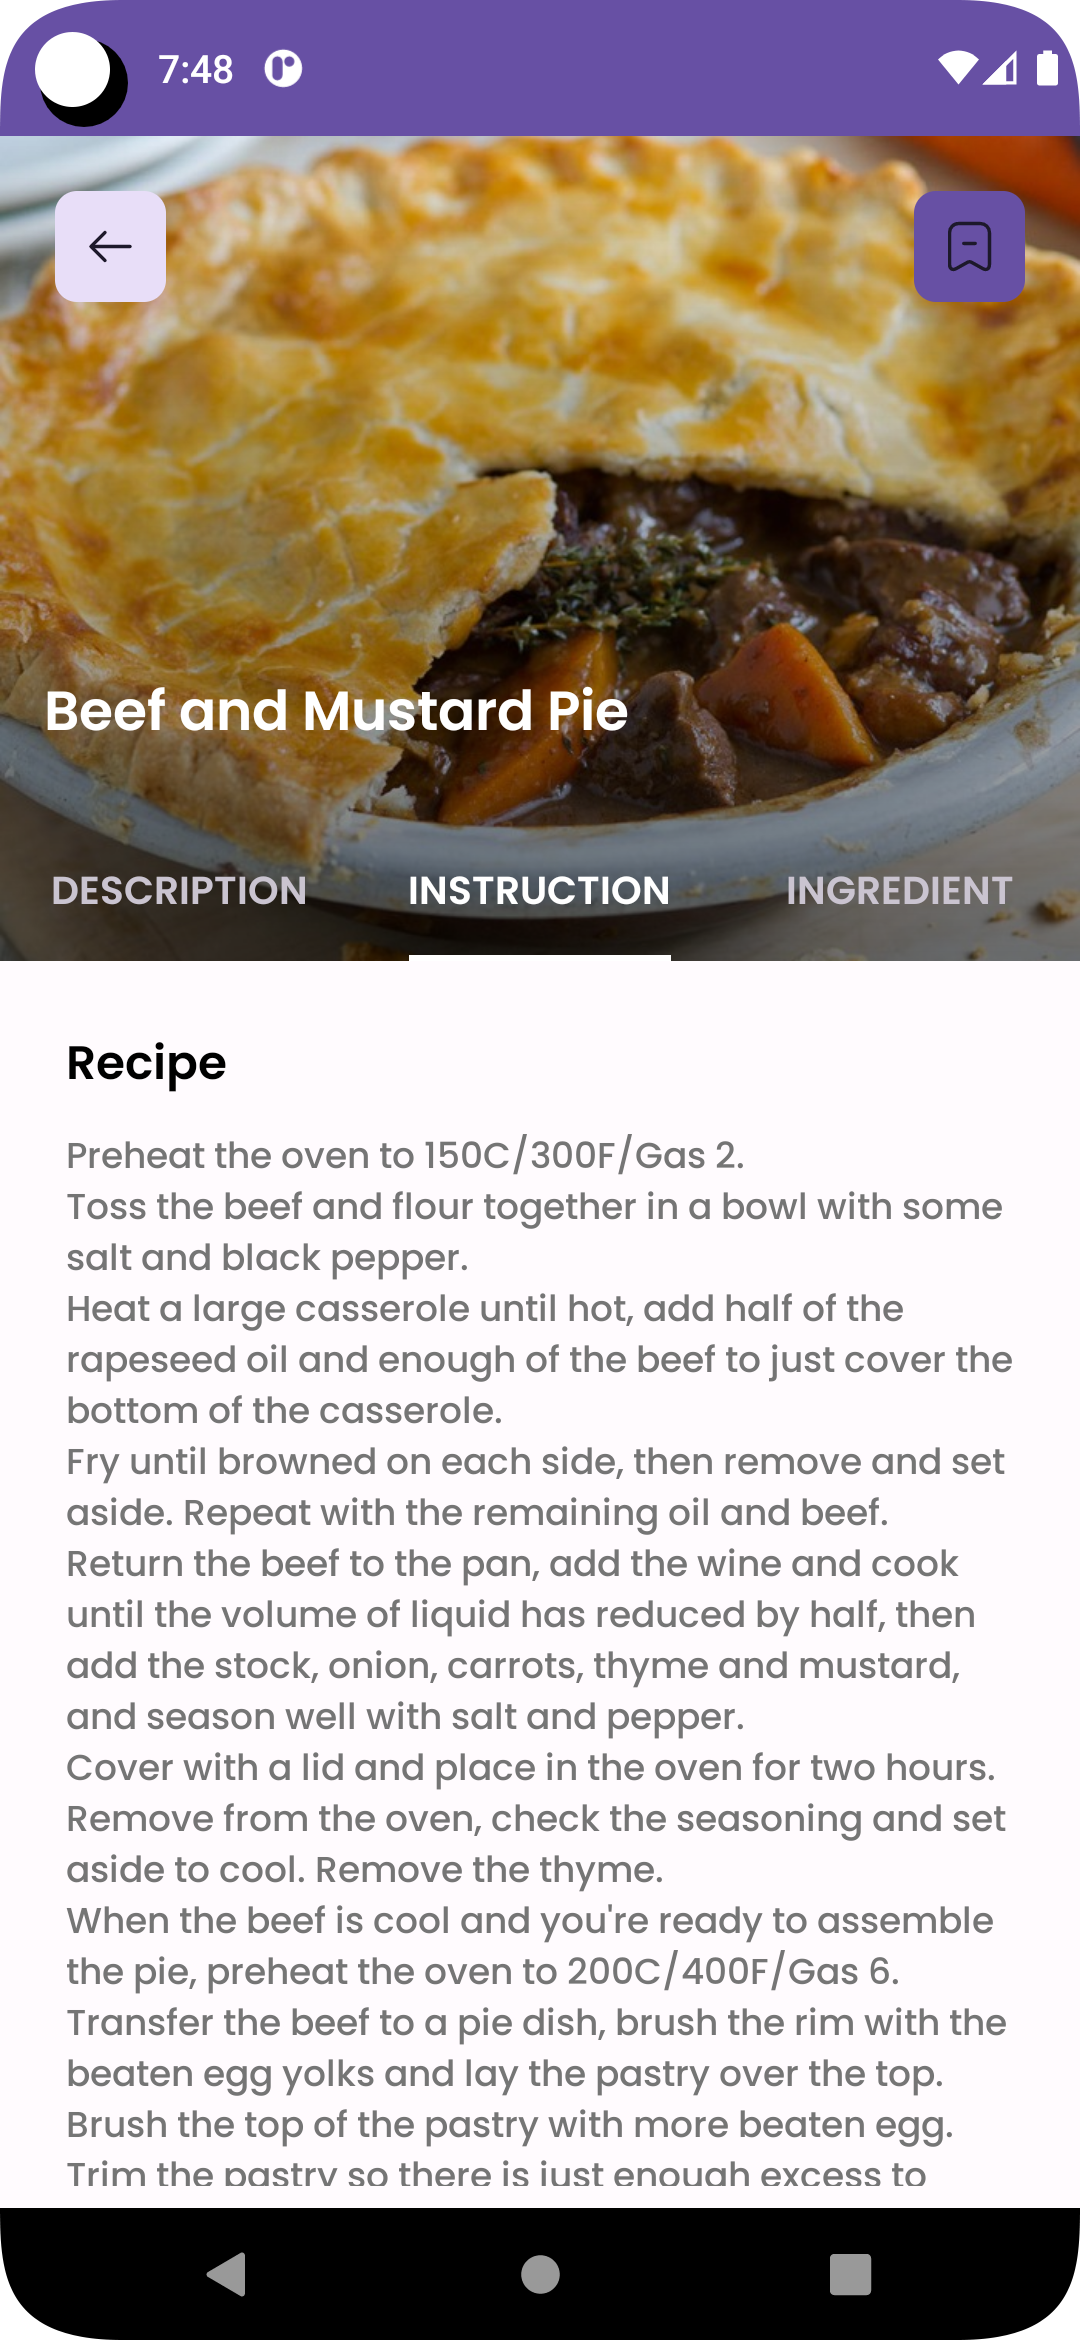 7:48
Beef and Mustard Pie
DESCRIPTION INSTRUCTION INGREDIENT
Recipe
Preheat the oven to 150C/300F/Gas 2.
Toss the beef and flour together in a bowl with some
salt and black pepper.
Heat a large casserole until hot, add half of the
rapeseed oil and enough of the beef to just cover the
bottom of the casserole.
Fry until browned on each side, then remove and set
aside. Repeat with the remaining oil and beef.
Return the beef to the pan, add the wine and cook
until the volume of liquid has reduced by half, then
add the stock, onion, carrots, thyme and mustard,
and season well with salt and pepper.
Cover with a lid and place in the oven for two hours.
Remove from the oven, check the seasoning and set
aside to cool. Remove the thyme.
When the beef is cool and you're ready to assemble
the pie, preheat the oven to 200C/400F/Gas 6.
Transfer the beef to a pie dish, brush the rim with the
beaten egg yolks and lay the pastry over the top.
Brush the top of the pastry with more beaten egg.
Trim the pastry so there is just enough excess to